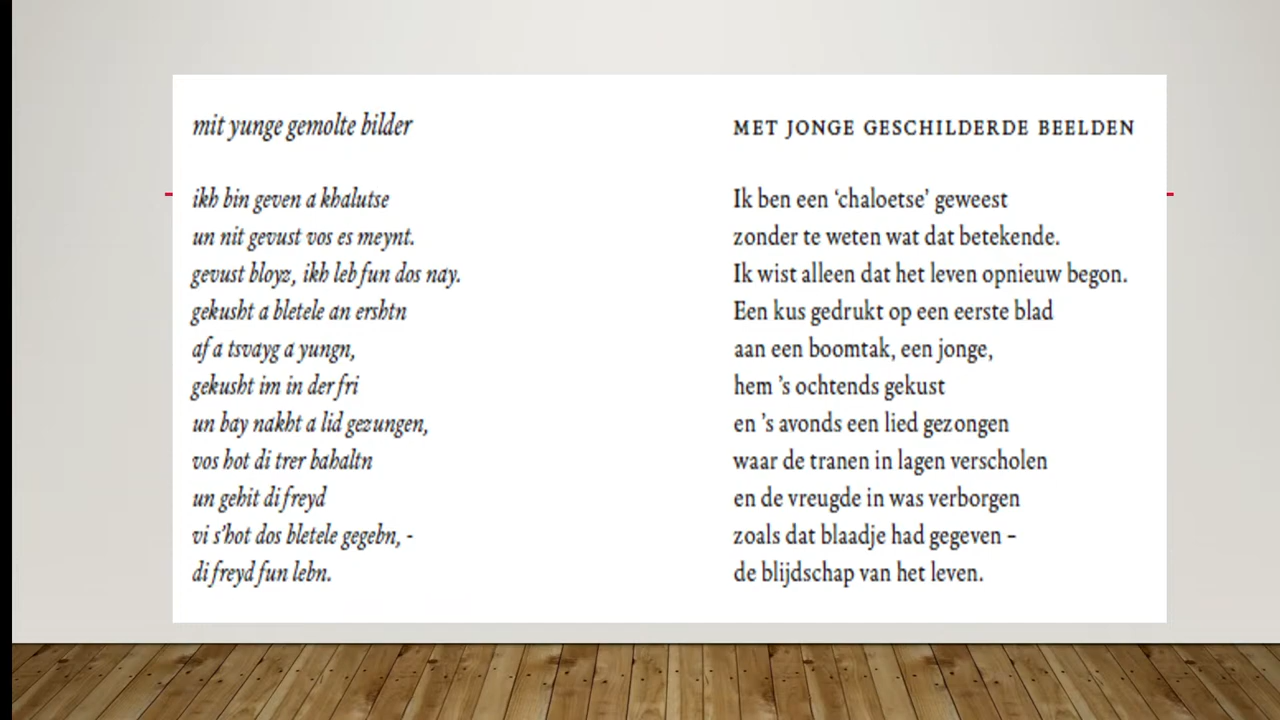 mit yunge gemolte bilder
ikh bin geven a khalutse
un nit gevust vos es meynt.
gevust bloyz, ikh leb fun dos nay.
gekusht a bletele an ershtn
af a tsvayg a yungn,
gekusht im in der fri
un bay nakht a lid gezungen,
vos hot di trer bahaltn
un gehit di freyd
vi s'hot dos bletele gegebn, -
di freyd fun lebn.
MET JONGE GESCHILDERDE BEELDEN
Ik ben een ‘chaloetse’ geweest
zonder te weten wat dat betekende.
Ik wist alleen dat het leven opnieuw begon.
Een kus gedrukt op een eerste blad
aan een boomtak, een jonge,
hem ’s ochtends gekust
en ’s avonds een lied gezongen
waar de tranen in lagen verscholen
en de vreugde in was verborgen
zoals dat blaadje had gegeven –
de blijdschap van het leven.